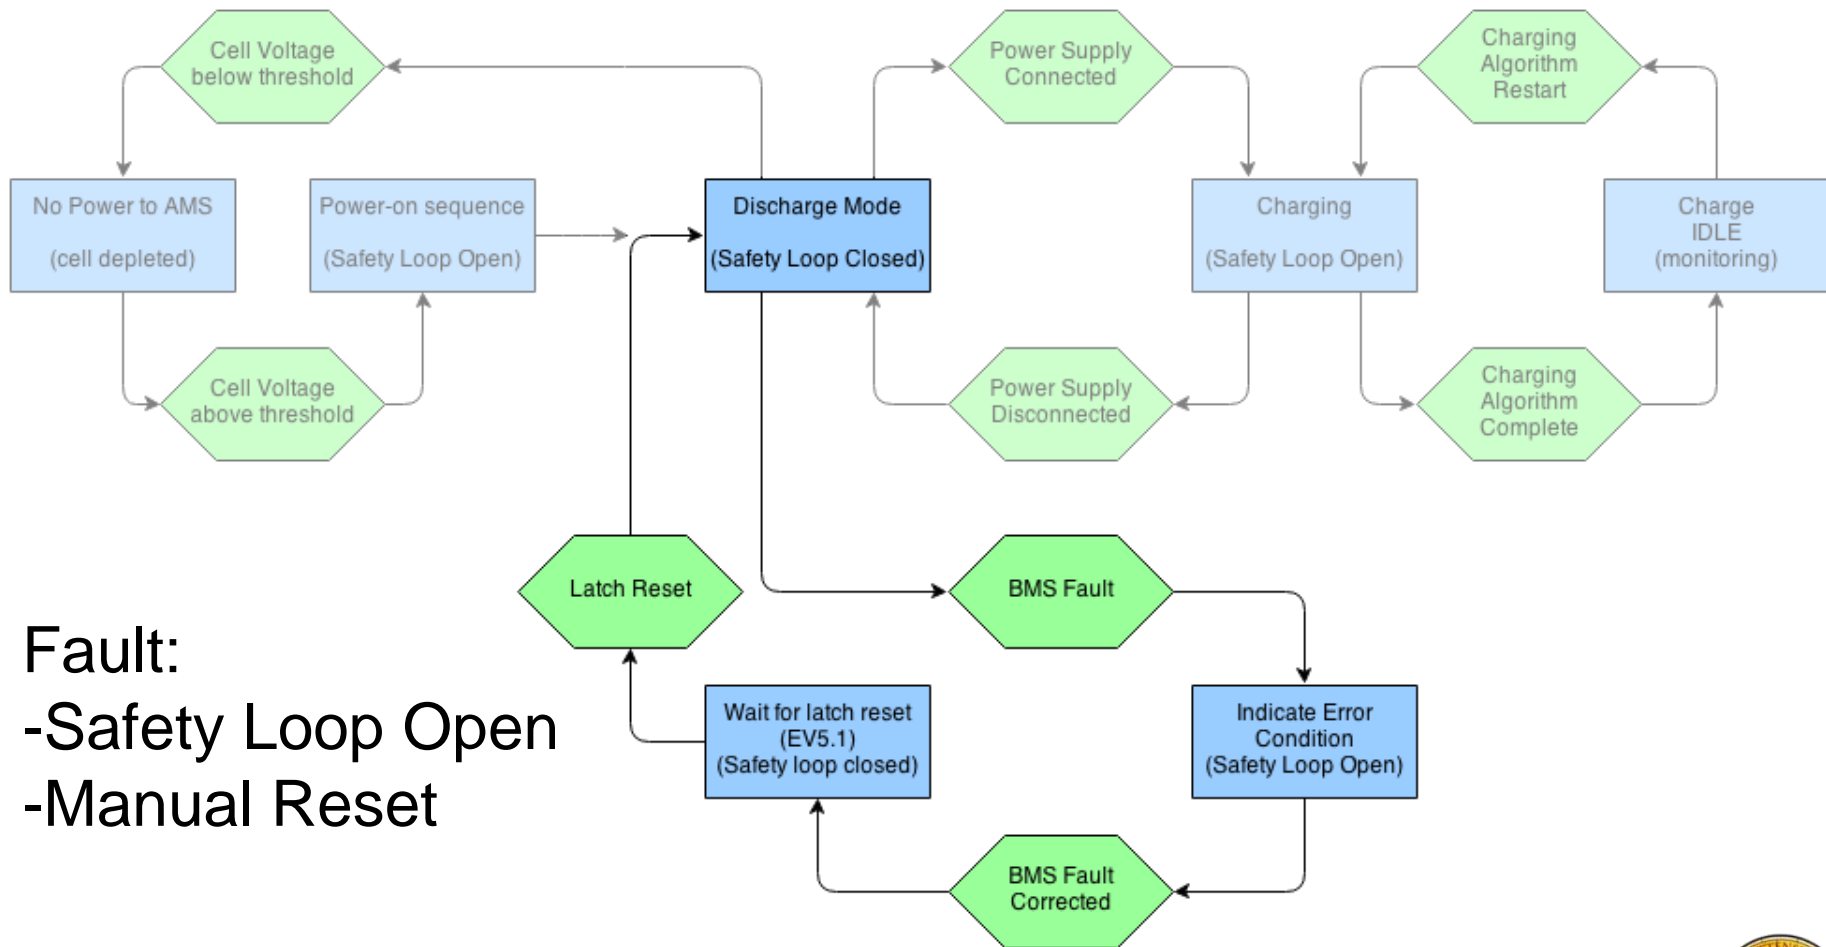 Cell Voltage
below threshold
Power Supply
Connected
Charging
Algorithm
Restart
No Power to AMS
(cell depleted)
Power-on sequence
(Safety Loop Open)
Discharge Mode
(Safety Loop Closed)
Charging
(Safety Loop Open)
Charge
IDLE
(monitoring)
Cell Voltage
above threshold
Power Supply
Disconnected
Charging
Algorithm
Complete
Latch Reset
BMS Fault
Fault:
-Safety Loop Open
-Manual Reset
Wait for latch reset
(EV5.1)
(Safety loop closed)
Indicate Error
Condition
(Safety Loop Open)
BMS Fault
Corrected